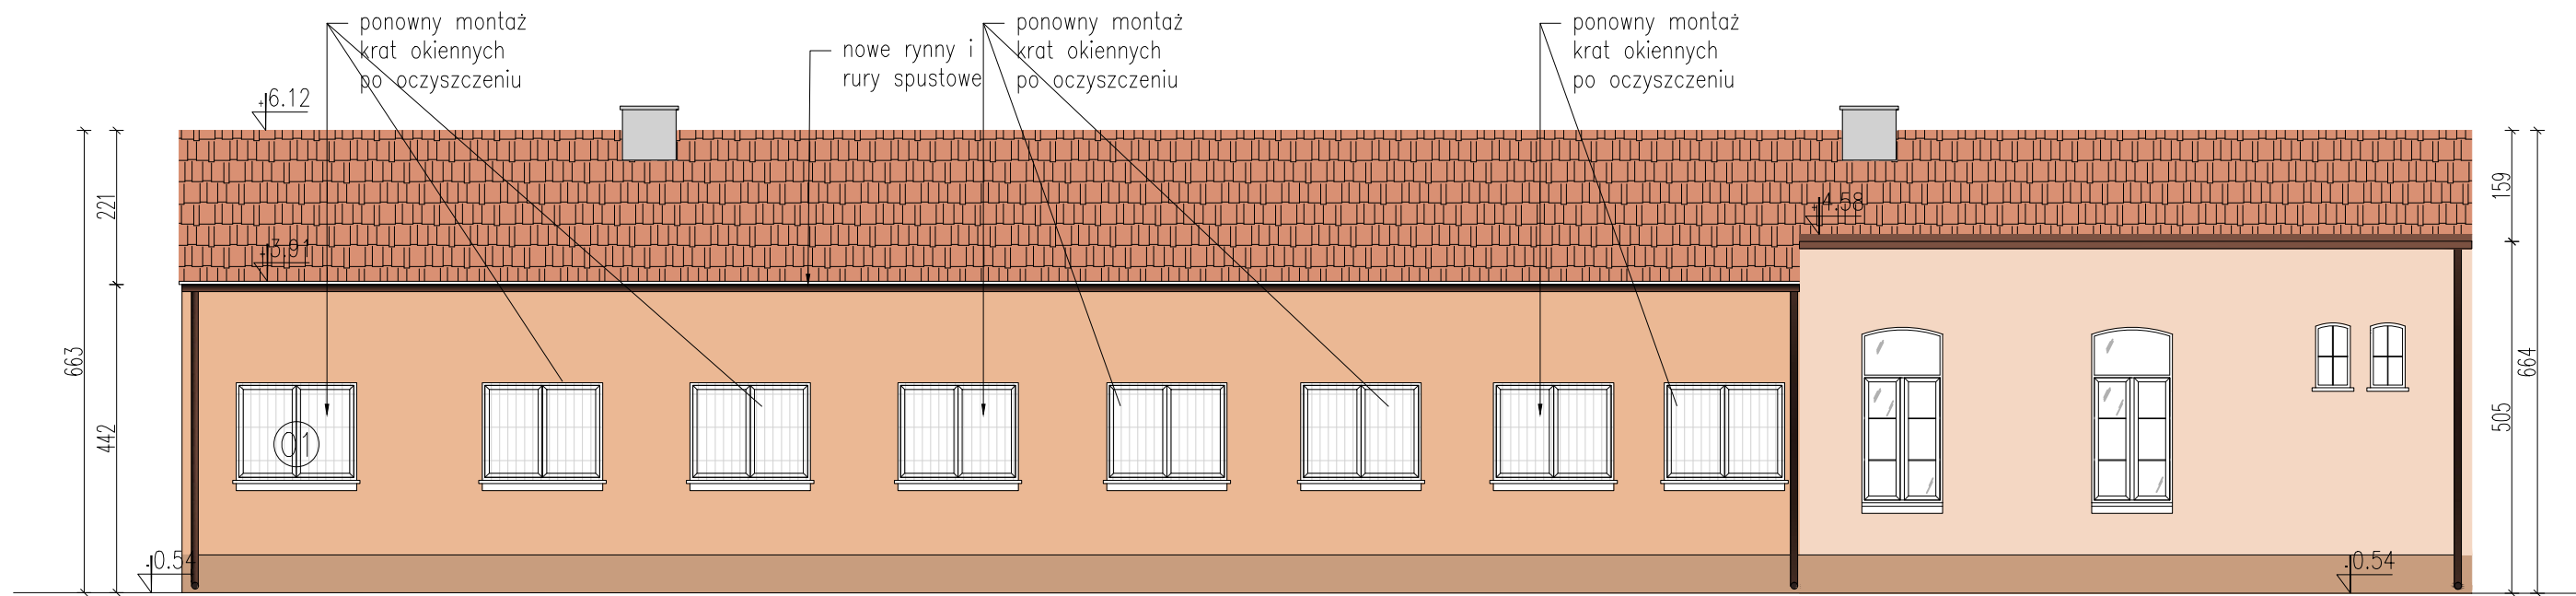 ponowny montaż
krat okiennych
po oczyszczeniu
nowe rynny i
rury spustowe
ponowny montaż
krat okiennych
po oczyszczeniu
ponowny montaż
krat okiennych
po oczyszczeniu
+6.12
+4.58
+3.91
221
663
442
159
664
505
01
-0.54
-0.54